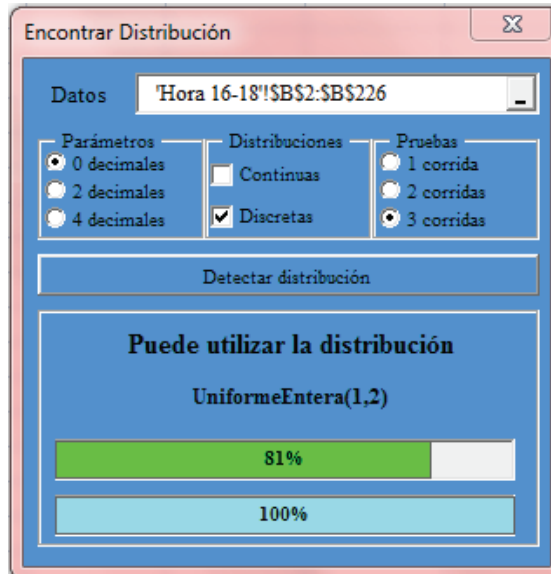 Encontrar Distribución
Datos 'Hora 16-18'!$B$2:$B$226 _
Parámetros Distribuciones Pruebas
0 decimales Continuas 1 corrida
2 decimales 2 corridas
4 decimales Discretas 3 corridas
Detectar distribución
Puede utilizar la distribución
UniformeEntera(1,2)
81%
100%